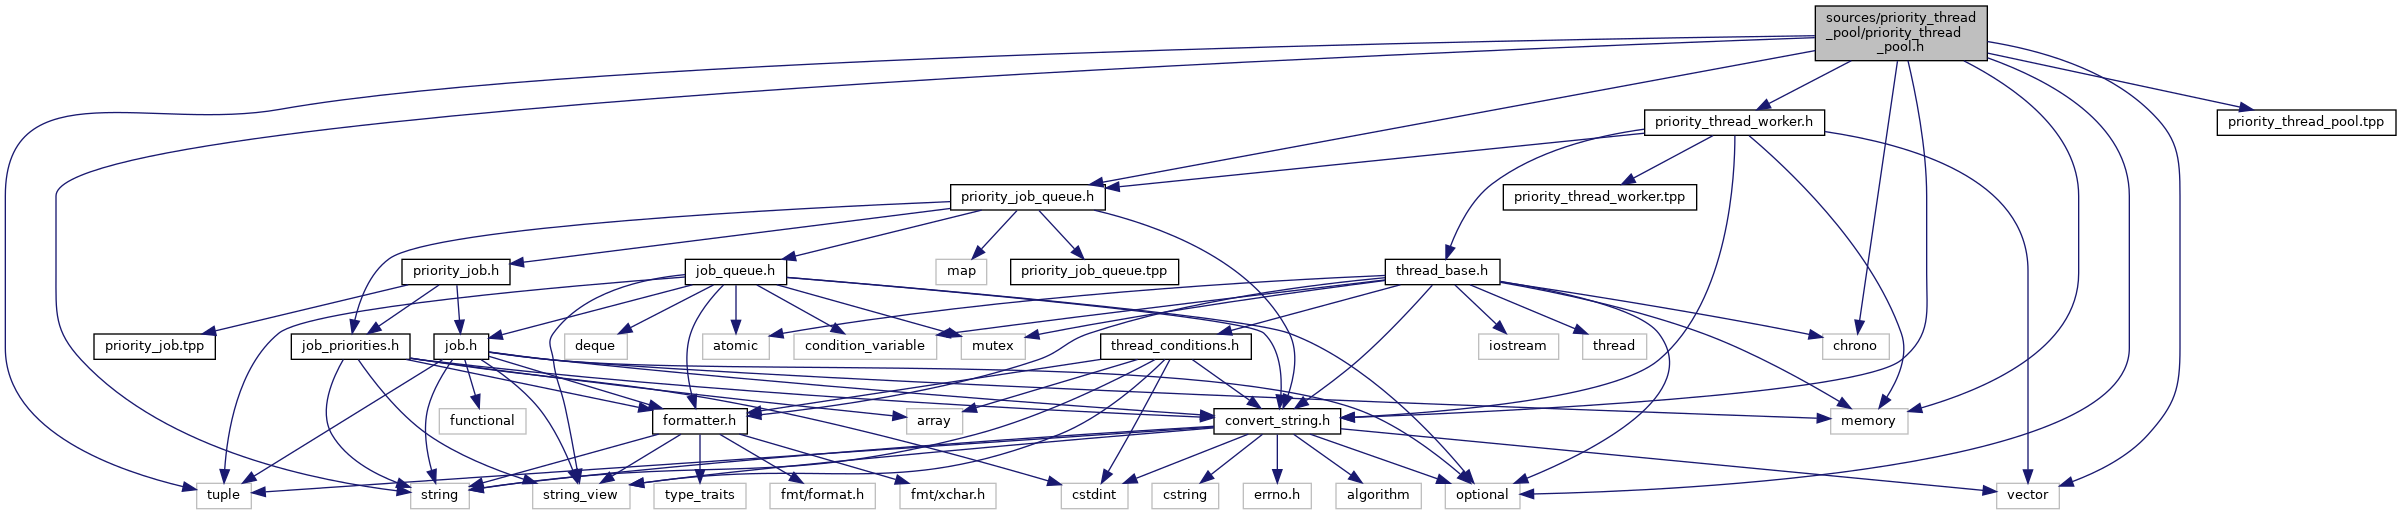 sources/priority_thread
_pool/priority_thread
_pool.h
priority_thread_worker.h
priority_thread_pool.tpp
priority_job_queue.h
priority_thread_worker.tpp
priority_job.h
job_queue.h
map
priority_job_queue.tpp
thread_base.h
priority_job.tpp
job_priorities.h
job.h
deque
atomic
condition_variable
mutex
thread_conditions.h
iostream
thread
chrono
functional
formatter.h
array
convert_string.h
memory
tuple
string
string_view
type_traits
fmt/format.h
fmt/xchar.h
cstdint
cstring
errno.h
algorithm
optional
vector